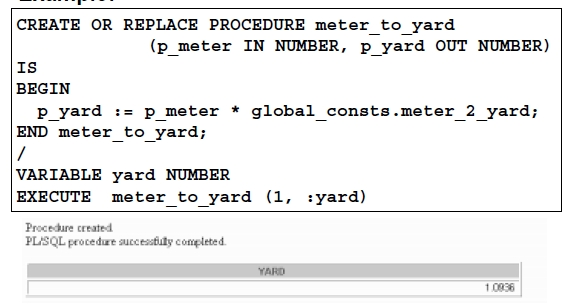 CREATE OR REPLACE PROCEDURE meter_to_yard
(p_meter IN NUMBER, p_yard OUT NUMBER)
IS
BEGIN
p_yard := p_meter * global_consts.meter_2_yard;
END meter_to_yard;
/
VARIABLE yard NUMBER
EXECUTE meter_to_yard (1, :yard)
Procedure created.
PL/SQL procedure successfully completed.
YARD
1.0936